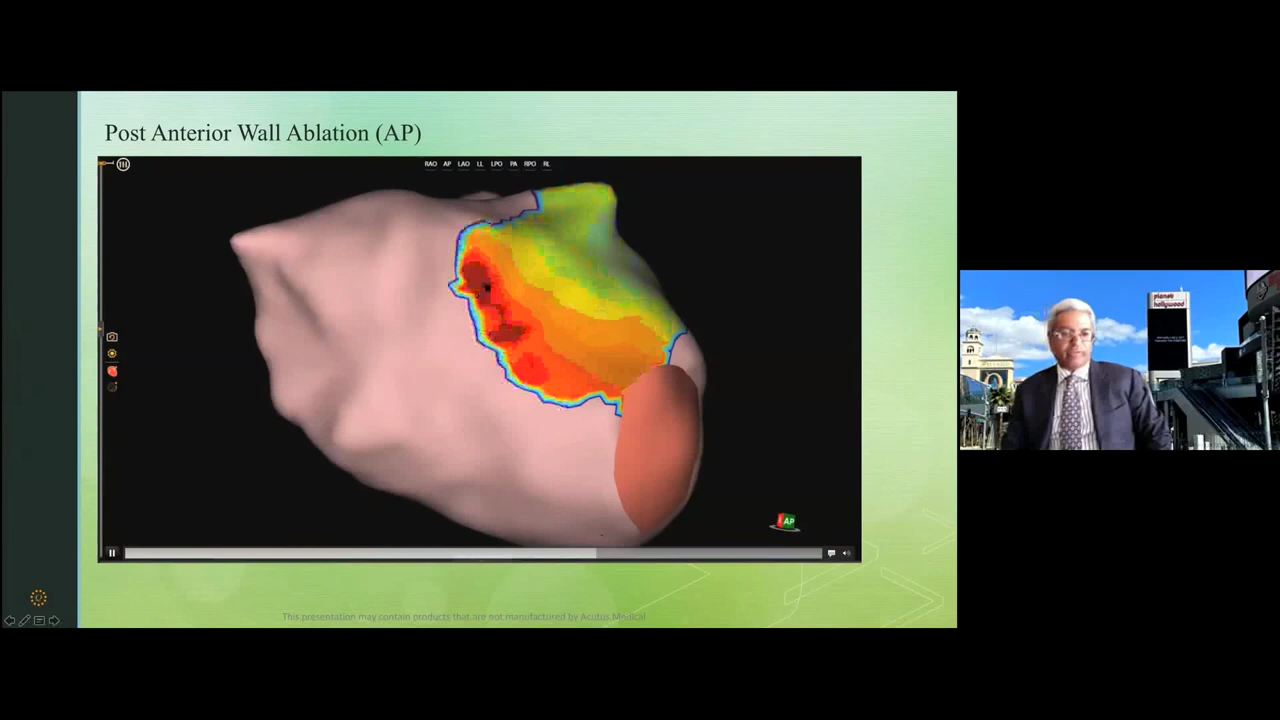 Post Anterior Wall Ablation (AP)
RAO AP LAO LL LPO PA RPO RL
planet
hollywood
AP
This presentation may contain products that are not manufactured by Acutus Medical